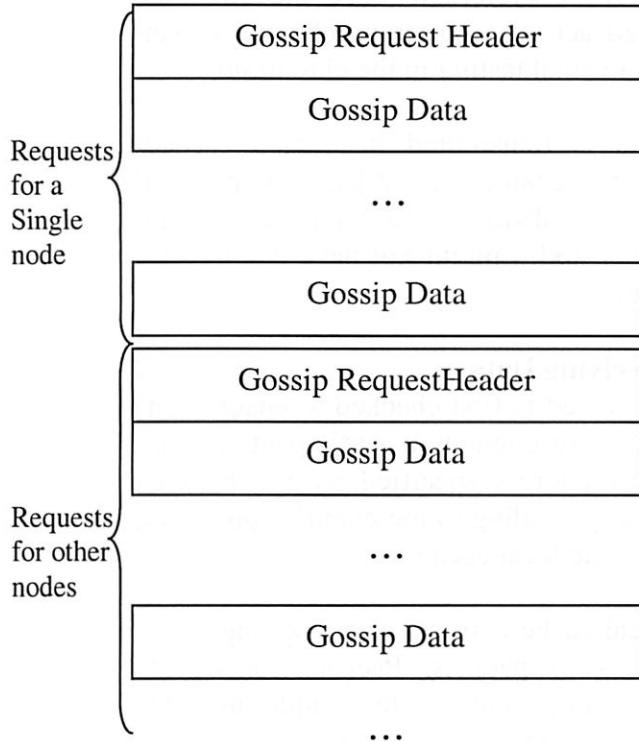 Gossip Request Header
Gossip Data
Requests
for a
Single
node
...
Gossip Data
Gossip RequestHeader
Gossip Data
Requests
for other
nodes
...
Gossip Data
...